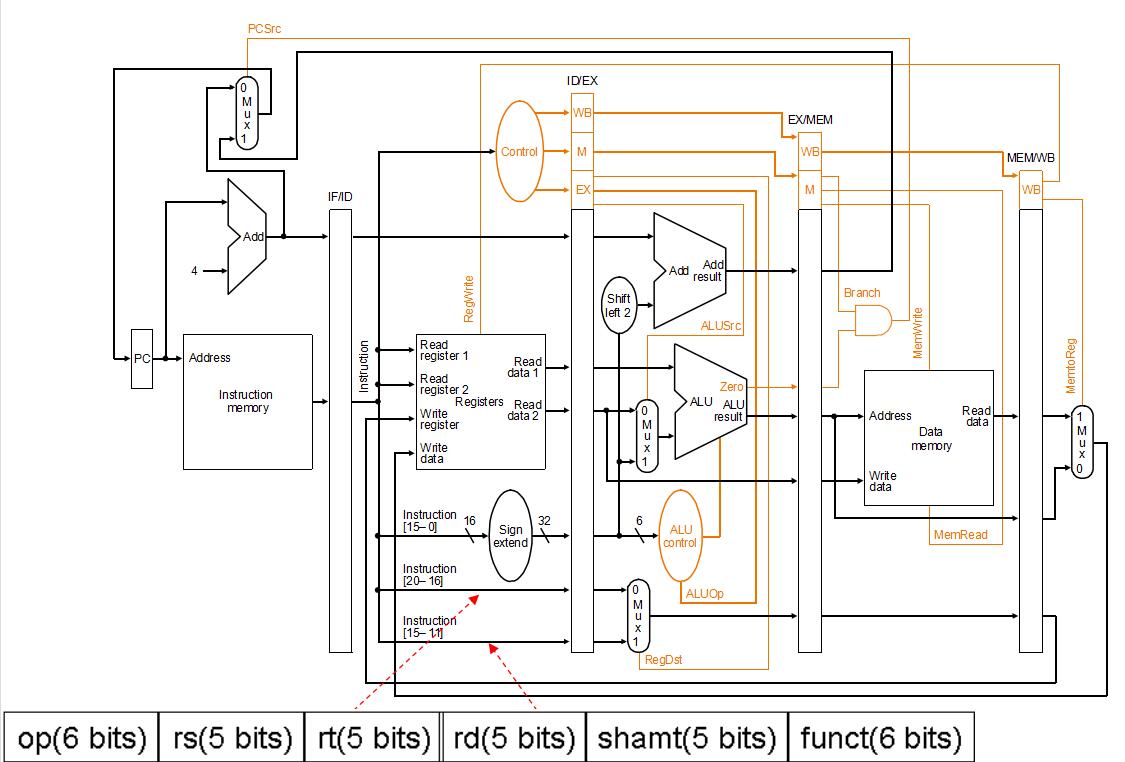 PCSrc
ID/EX
0
M
u
x
1
WB
EX/MEM
Control
M
WB
MEM/WB
EX
M
WB
IF/ID
Add
4
Add
Add
result
Shift
left 2
RegWrite
Branch
ALUSrc
MemWrite
PC
Address
Instruction
memory
Instruction
Read
register 1
Read
register 2
Registers
Write
register
Write
data
Read
data 1
Read
data 2
0
M
u
x
1
Zero
ALU
ALU
result
MemtoReg
Address
Read
data
Data
memory
Write
data
1
M
u
x
0
Instruction
[15–0]
16
Sign
extend
32
6
ALU
control
MemRead
Instruction
[20–16]
0
M
u
x
1
ALUOp
Instruction
[15–11]
RegDst
op(6 bits) rs(5 bits) rt(5 bits) rd(5 bits) shamt(5 bits) funct(6 bits)